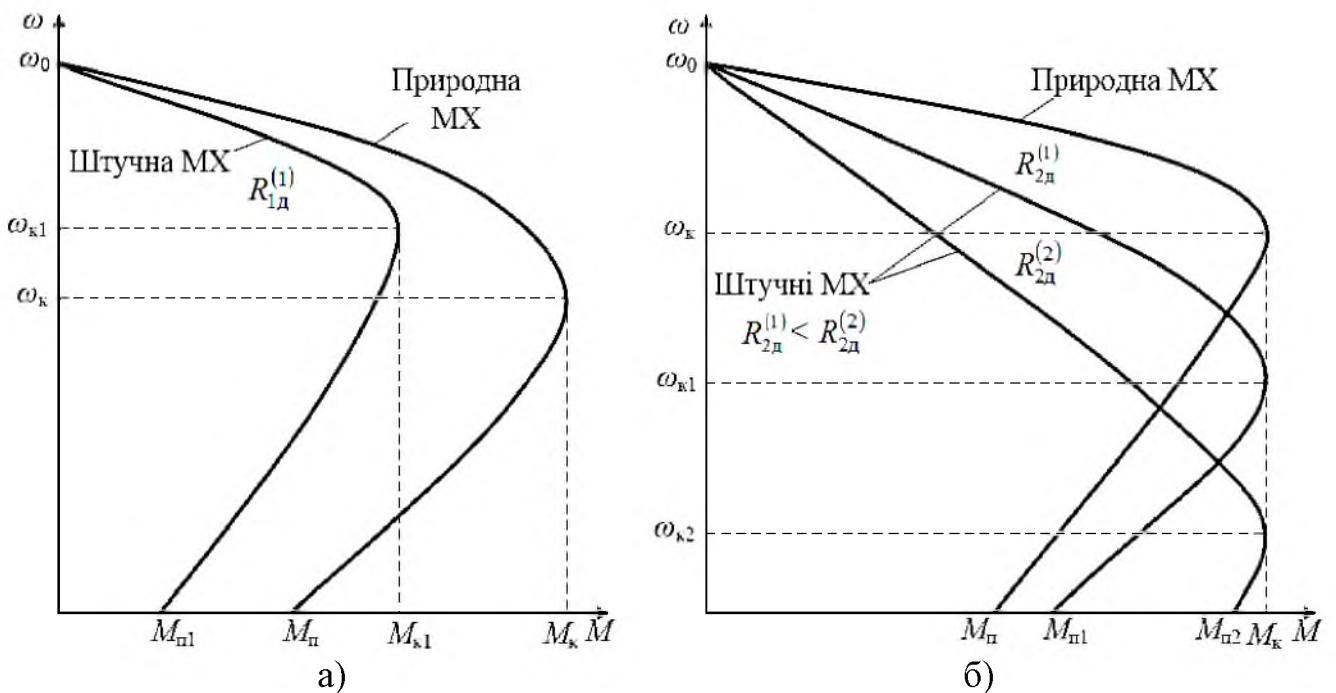 ω
ω₀
Природна
МХ
Штучна МХ
R₁д⁽¹⁾
ωк1
ωк
Mп1
Mп
Mк1
Mк
M
а)
ω
ω₀
Природна МХ
R₂д⁽¹⁾
ωк
R₂д⁽²⁾
Штучні МХ
R₂д⁽¹⁾ < R₂д⁽²⁾
ωк1
ωк2
Mп
Mп1
Mп2
Mк
M
б)